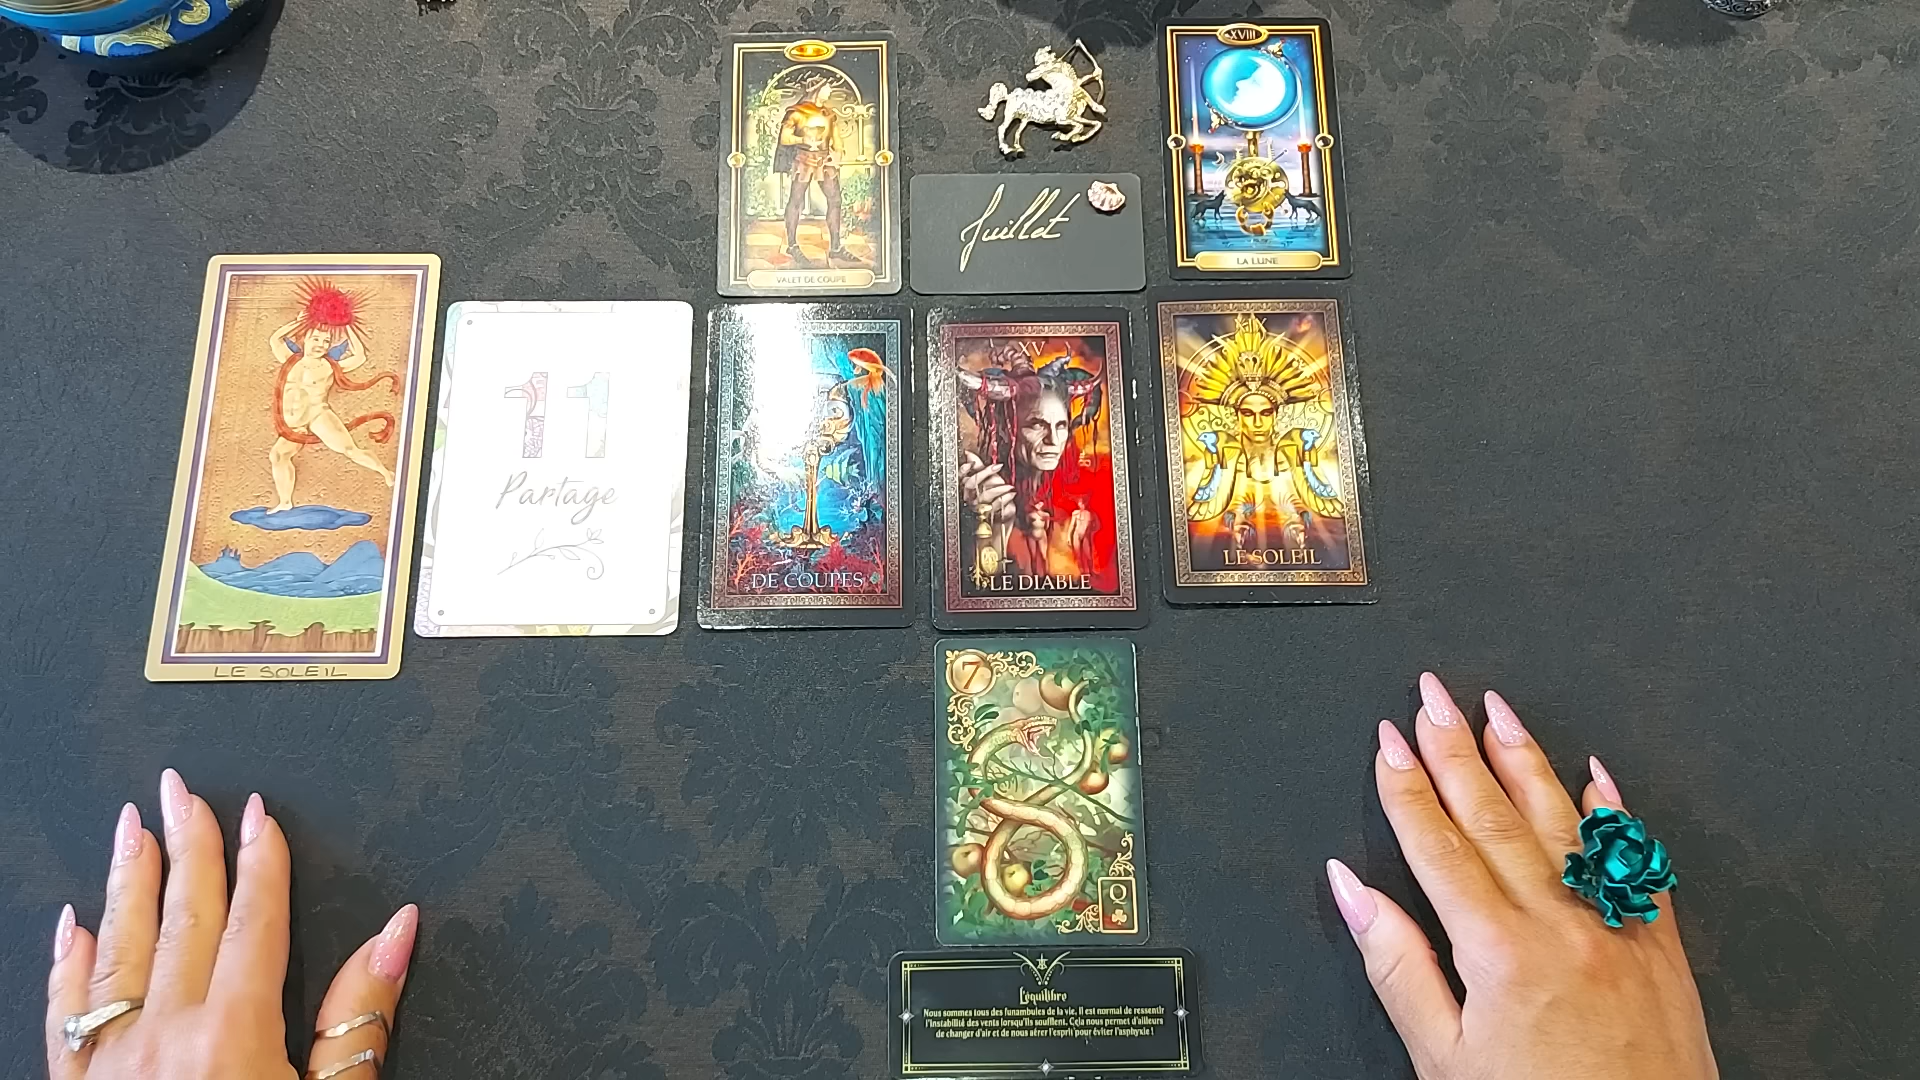 VALET DE COUPE
Juillet
XVIII
LA LUNE
LE SOLEIL
11
Partage
DE COUPES
XV
LE DIABLE
XIX
LE SOLEIL
7
Q
L'équilibre
Nous sommes tous des funambules de la vie. Il est normal de ressentir
l'instabilité des vents lorsqu'ils soufflent. Cela nous permet d'ailleurs
de changer d'air et de nous aérer l'esprit pour éviter l'asphyxie !